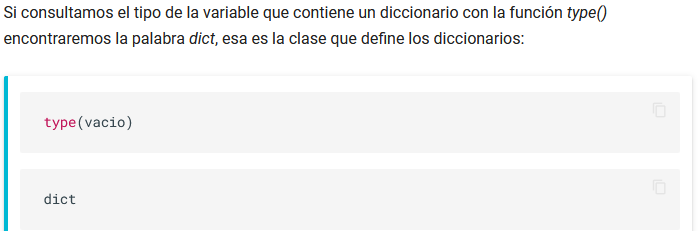 Si consultamos el tipo de la variable que contiene un diccionario con la función type()
encontraremos la palabra dict, esa es la clase que define los diccionarios:
type(vacio)
dict